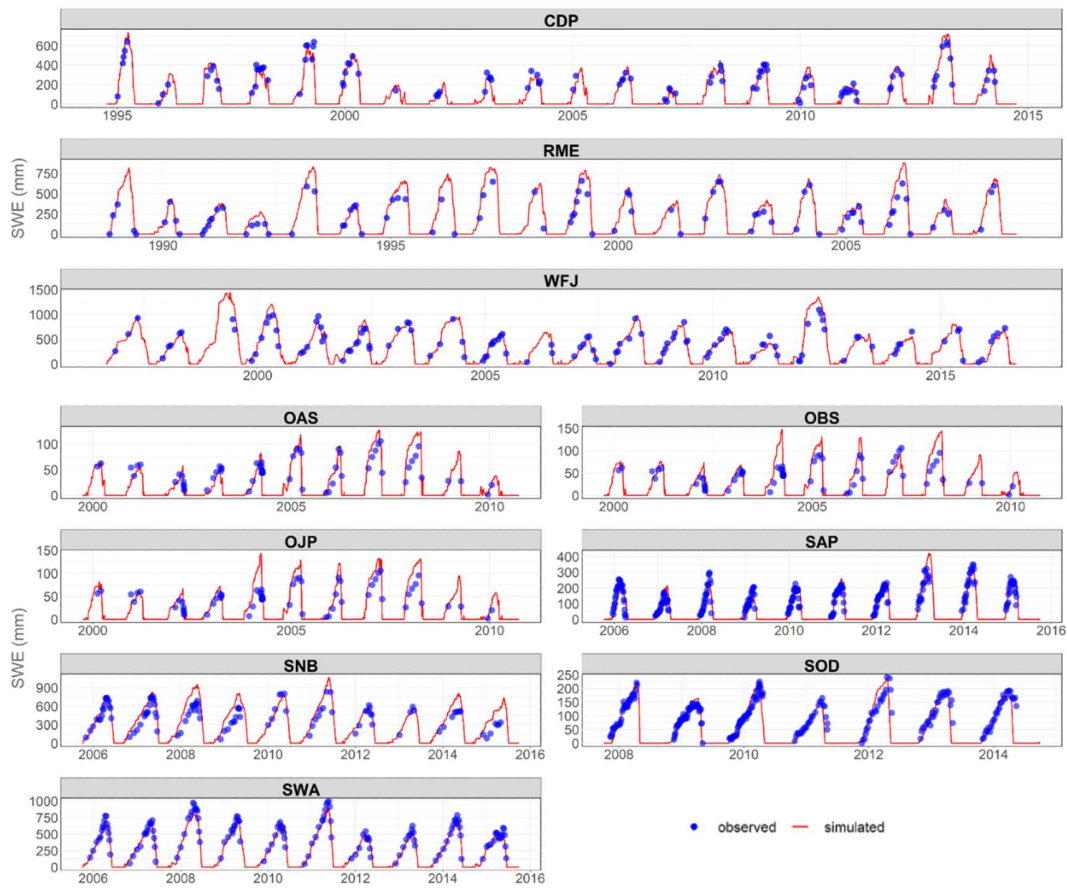 CDP
600
400
200
0
1995 2000 2005 2010 2015
RME
750
500
250
0
1990 1995 2000 2005
SWE (mm)
WFJ
1500
1000
500
0
2000 2005 2010 2015
OAS OBS
100
50
0
150
100
50
0
2000 2005 2010 2000 2005 2010
OJP SAP
150
100
50
0
400
300
200
100
0
2000 2005 2010 2006 2008 2010 2012 2014 2016
SWE (mm)
SNB SOD
900
600
300
0
250
200
150
100
50
0
2006 2008 2010 2012 2014 2016 2008 2010 2012 2014
SWA
1000
750
500
250
0
2006 2008 2010 2012 2014 2016
observed simulated